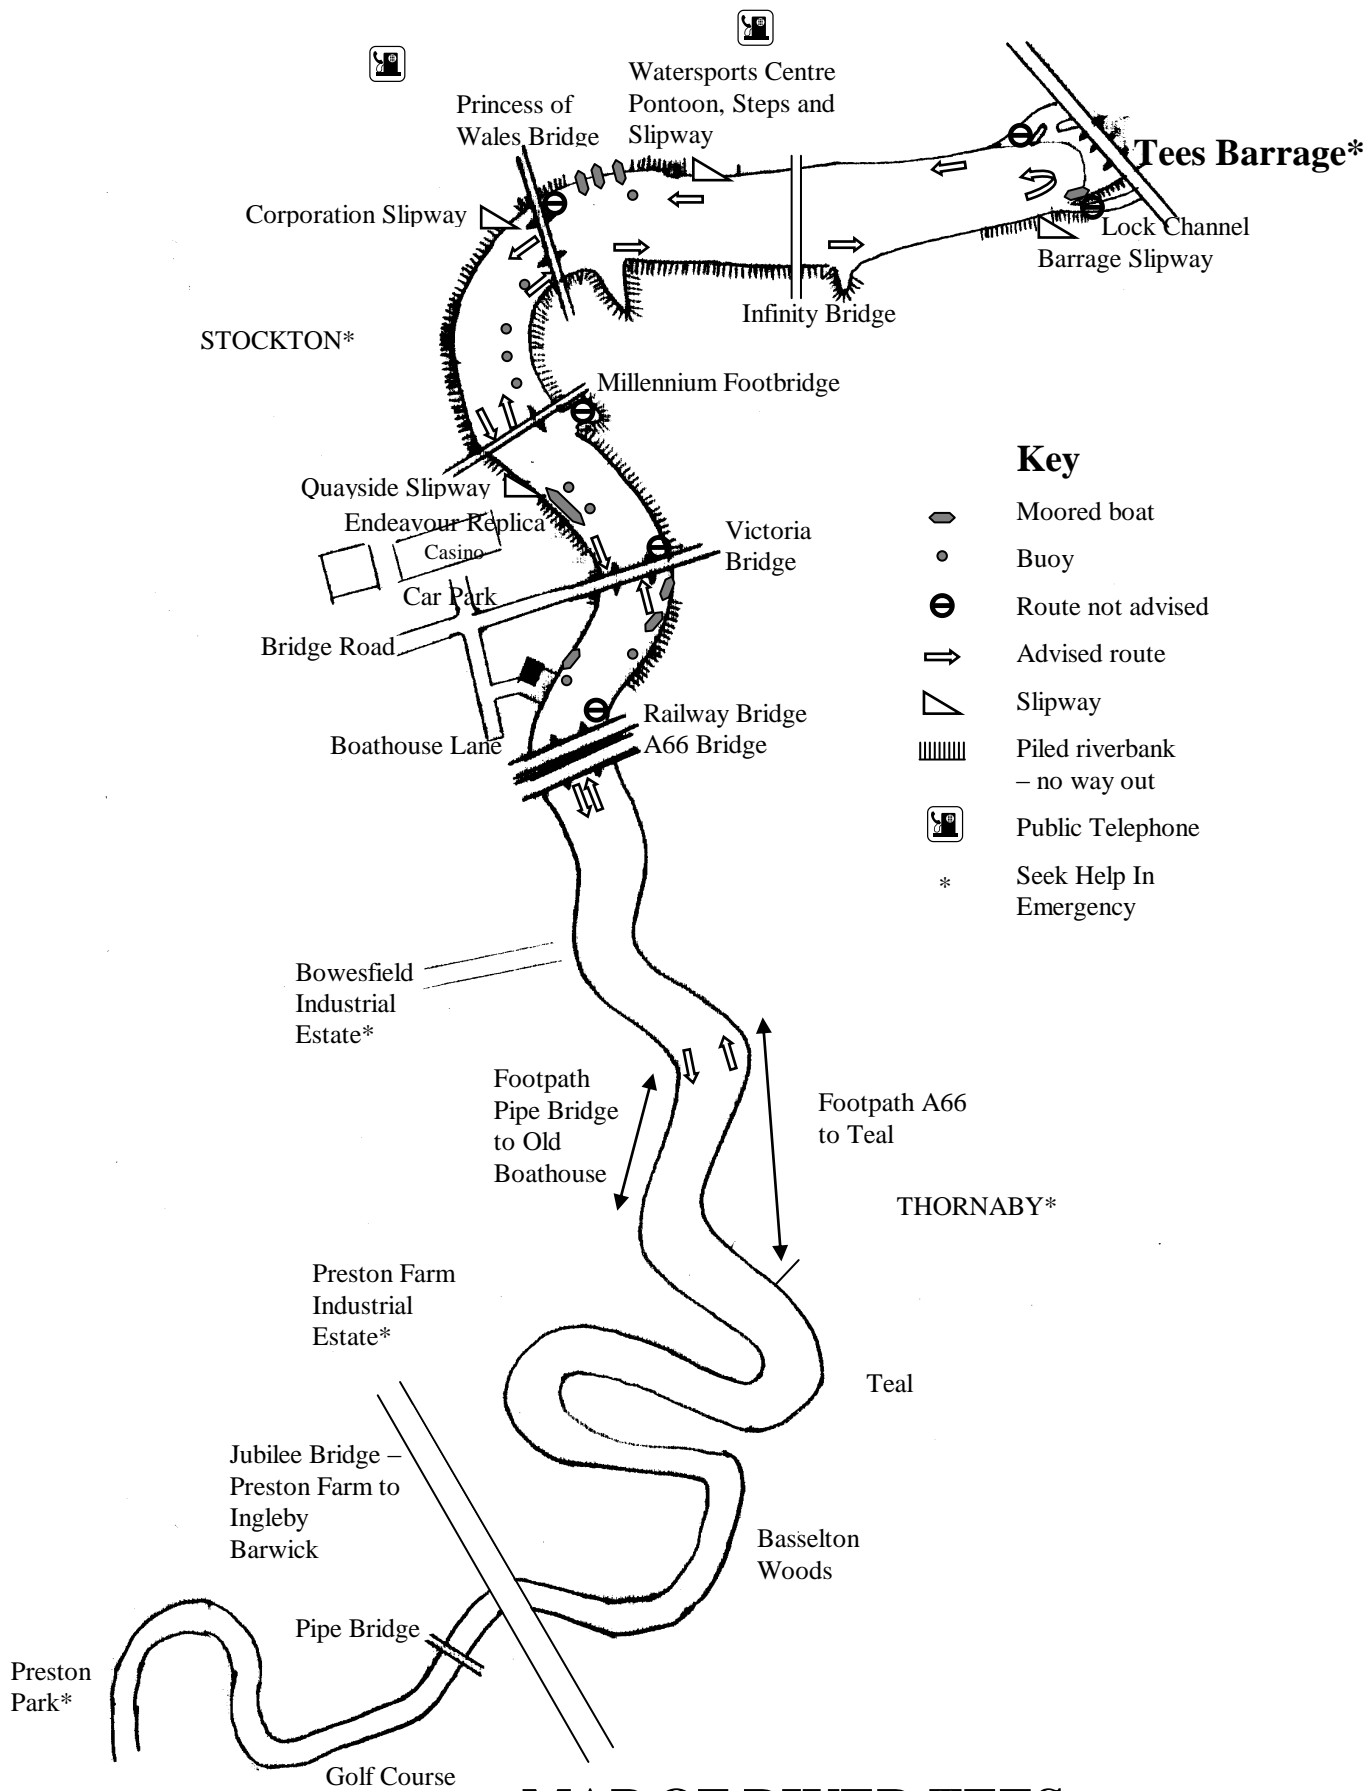 Watersports Centre
Pontoon, Steps and
Slipway
Princess of
Wales Bridge
Tees Barrage*
Corporation Slipway
Lock Channel
Barrage Slipway
Infinity Bridge
STOCKTON*
Millennium Footbridge
Quayside Slipway
Endeavour Replica
Casino
Car Park
Victoria
Bridge
Bridge Road
Railway Bridge
A66 Bridge
Boathouse Lane
Key
Moored boat
Buoy
Route not advised
Advised route
Slipway
Piled riverbank
– no way out
Public Telephone
* Seek Help In
Emergency
Bowesfield
Industrial
Estate*
Footpath
Pipe Bridge
to Old
Boathouse
Footpath A66
to Teal
THORNABY*
Preston Farm
Industrial
Estate*
Teal
Jubilee Bridge –
Preston Farm to
Ingleby
Barwick
Basselton
Woods
Pipe Bridge
Preston
Park*
Golf Course
MAP OF RIVER TEES